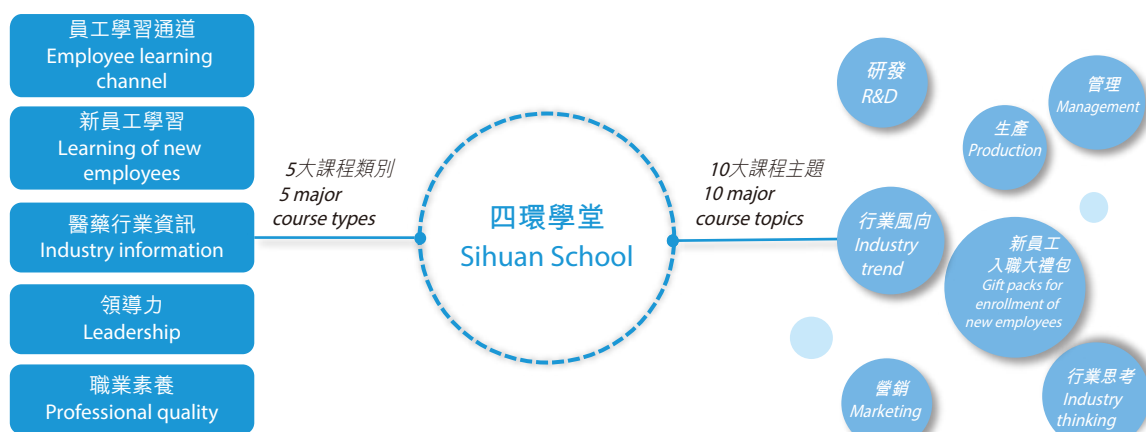 員工學習通道
Employee learning
channel
新員工學習
Learning of new
employees
醫藥行業資訊
Industry information
領導力
Leadership
職業素養
Professional quality
5大課程類別
5 major
course types
四環學堂
Sihuan School
10大課程主題
10 major
course topics
研發
R&D
管理
Management
生產
Production
行業風向
Industry
trend
新員工
入職大禮包
Gift packs for
enrollment of
new employees
營銷
Marketing
行業思考
Industry
thinking